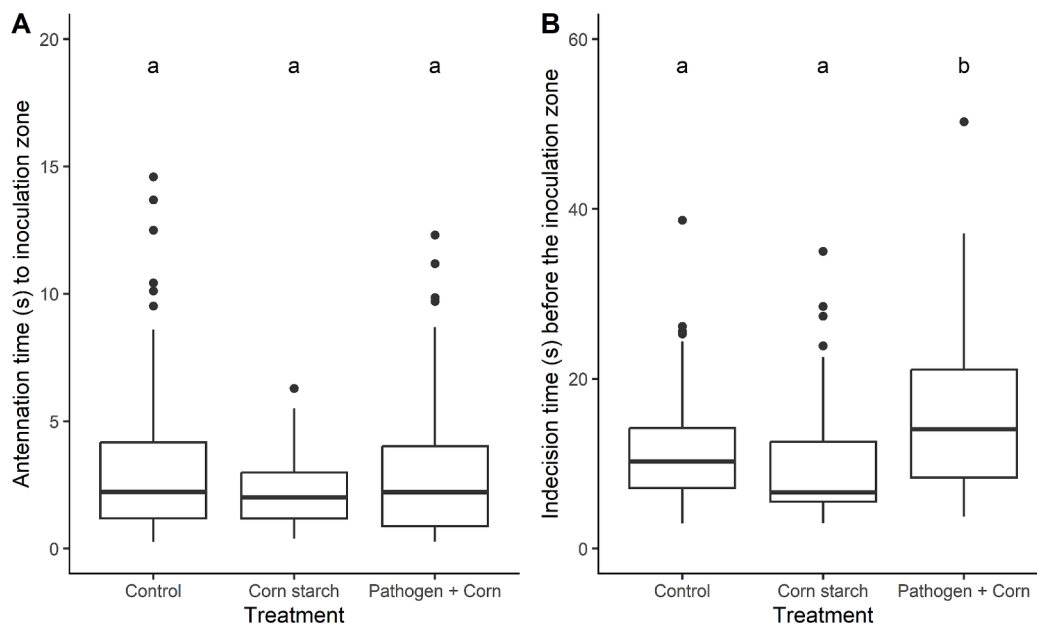 A
Antennation time (s) to inoculation zone
20
15
10
5
0
a a a
Control Corn starch Pathogen + Corn
Treatment
B
Indecision time (s) before the inoculation zone
60
40
20
0
a a b
Control Corn starch Pathogen + Corn
Treatment